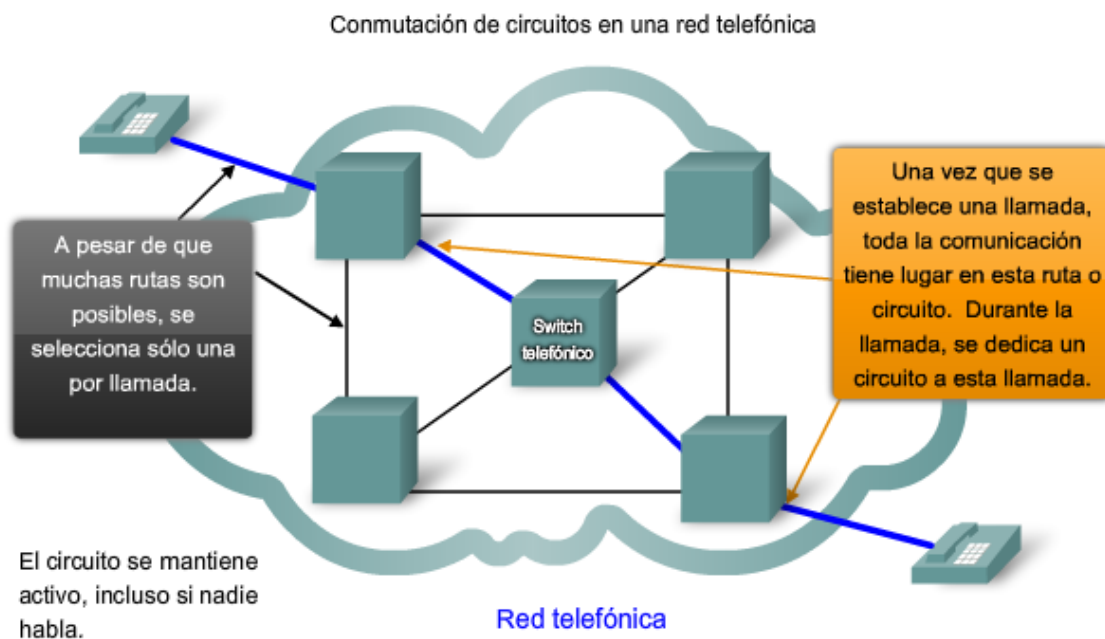 Conmutación de circuitos en una red telefónica
A pesar de que
muchas rutas son
posibles, se
selecciona sólo una
por llamada.
Una vez que se
establece una llamada,
toda la comunicación
tiene lugar en esta ruta o
circuito. Durante la
llamada, se dedica un
circuito a esta llamada.
Switch
telefónico
El circuito se mantiene
activo, incluso si nadie
habla.
Red telefónica